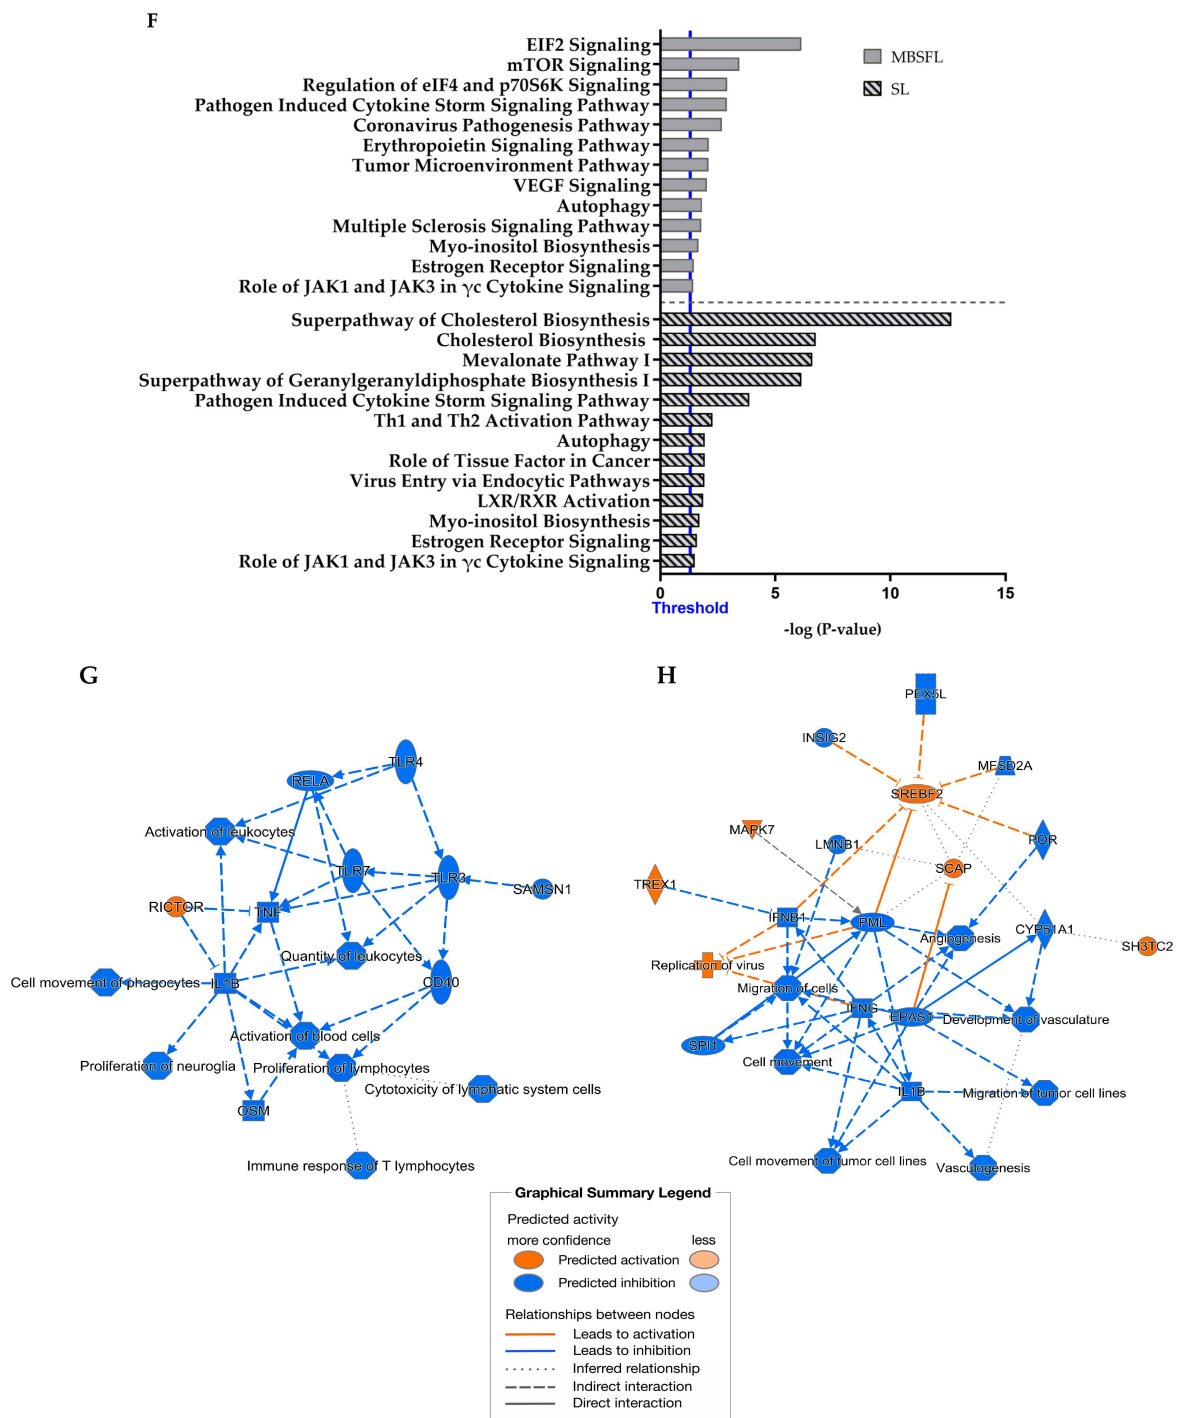 F
EIF2 Signaling
mTOR Signaling
Regulation of eIF4 and p70S6K Signaling
Pathogen Induced Cytokine Storm Signaling Pathway
Coronavirus Pathogenesis Pathway
Erythropoietin Signaling Pathway
Tumor Microenvironment Pathway
VEGF Signaling
Autophagy
Multiple Sclerosis Signaling Pathway
Myo-inositol Biosynthesis
Estrogen Receptor Signaling
Role of JAK1 and JAK3 in γc Cytokine Signaling
MBSFL
SL
Superpathway of Cholesterol Biosynthesis
Cholesterol Biosynthesis
Mevalonate Pathway I
Superpathway of Geranylgeranyldiphosphate Biosynthesis I
Pathogen Induced Cytokine Storm Signaling Pathway
Th1 and Th2 Activation Pathway
Autophagy
Role of Tissue Factor in Cancer
Virus Entry via Endocytic Pathways
LXR/RXR Activation
Myo-inositol Biosynthesis
Estrogen Receptor Signaling
Role of JAK1 and JAK3 in γc Cytokine Signaling
0 5 10 15
Threshold
-log (P-value)
G
TLR4
RELA
Activation of leukocytes
TLR7
TLR3
SAMSN1
RICTOR
TNF
Quantity of leukocytes
Cell movement of phagocytes
IL1B
CD40
Activation of blood cells
Proliferation of neuroglia
Proliferation of lymphocytes
Cytotoxicity of lymphatic system cells
OSM
Immune response of T lymphocytes
H
PEX5L
INSIG2
MFSD2A
SREBF2
MAPK7
LMNB1
POR
SCAP
TREX1
IFNB1
PML
Angiogenesis
CYP51A1
SH3TC2
Replication of virus
Migration of cells
IFNG
EPAS1
Development of vasculature
SPI1
Cell movement
IL1B
Migration of tumor cell lines
Cell movement of tumor cell lines
Vasculogenesis
Graphical Summary Legend
Predicted activity
more confidence less
Predicted activation
Predicted inhibition
Relationships between nodes
Leads to activation
Leads to inhibition
Inferred relationship
Indirect interaction
Direct interaction